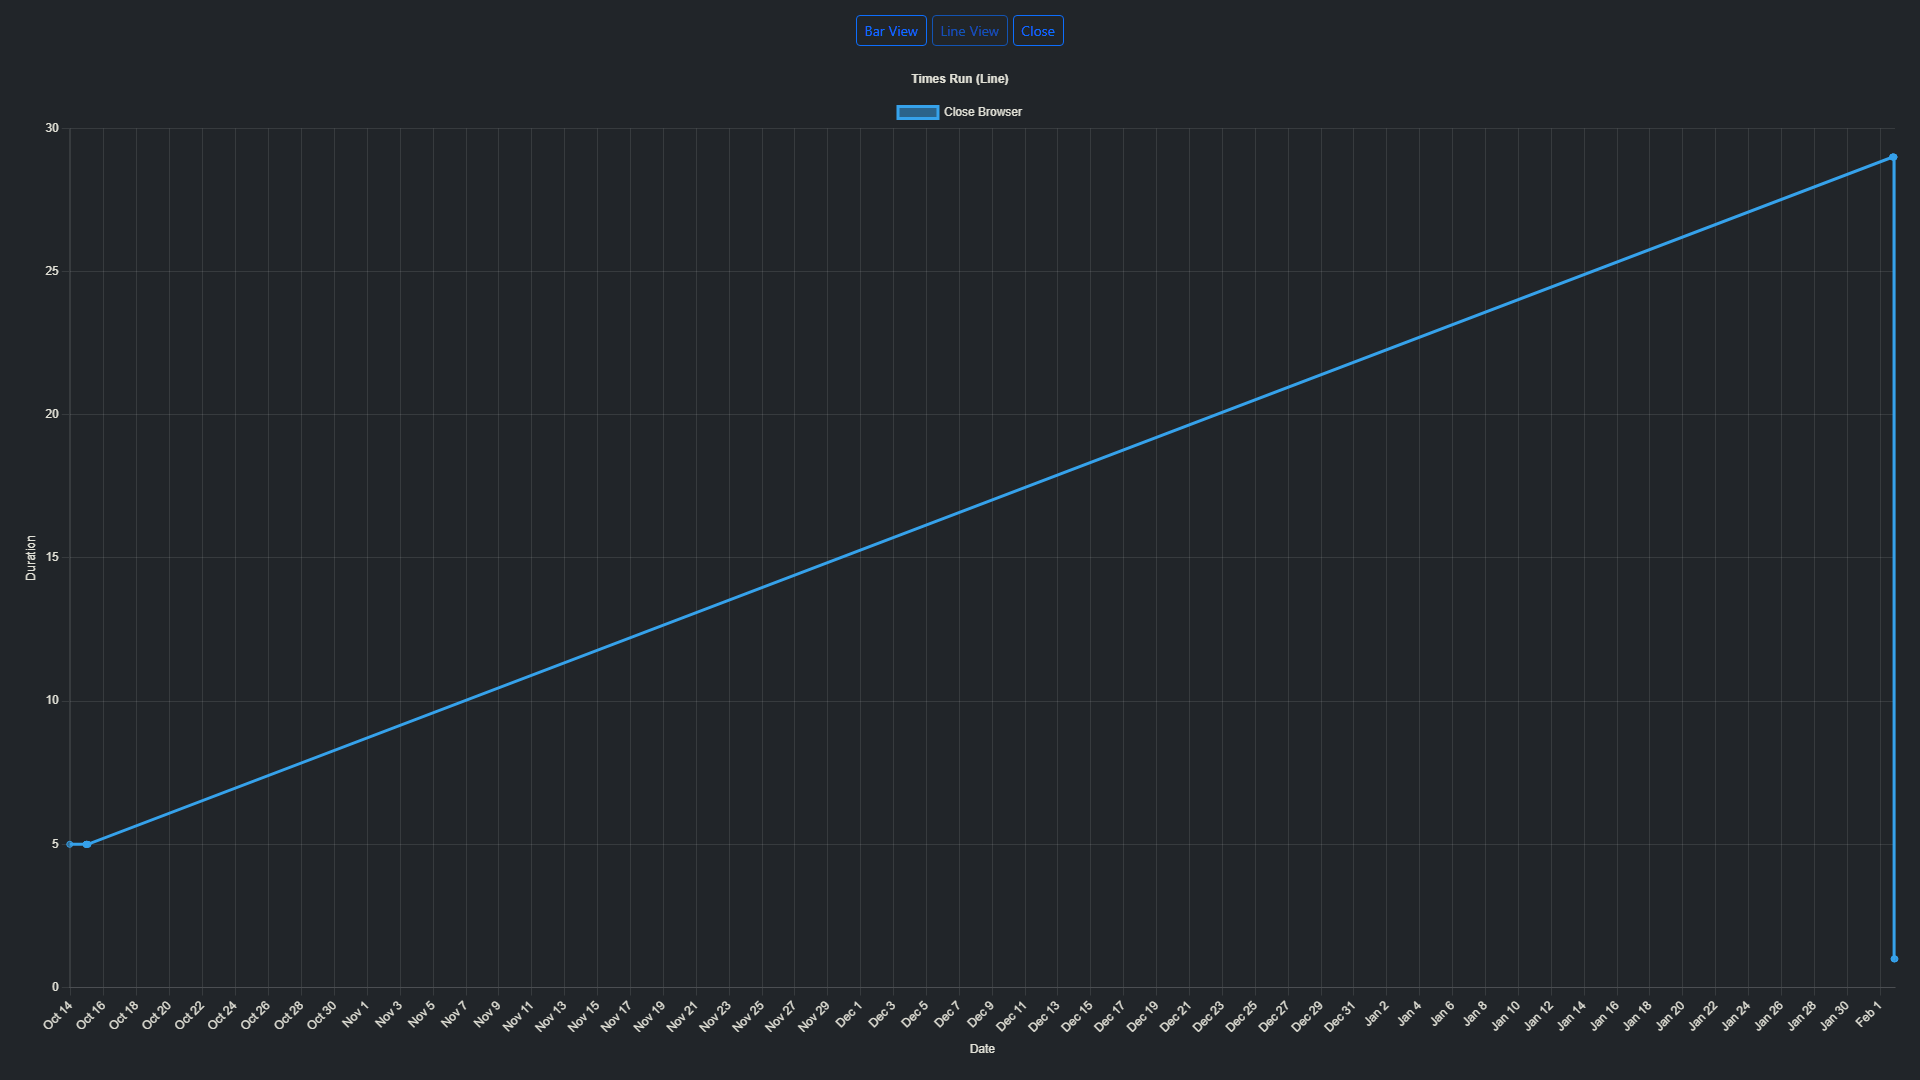 Bar View Line View Close
Times Run (Line)
Close Browser
30
25
20
15
10
5
0
Duration
Oct 14 Oct 16 Oct 18 Oct 20 Oct 22 Oct 24 Oct 26 Oct 28 Oct 30 Nov 1 Nov 3 Nov 5 Nov 7 Nov 9 Nov 11 Nov 13 Nov 15 Nov 17 Nov 19 Nov 21 Nov 23 Nov 25 Nov 27 Nov 29 Dec 1 Dec 3 Dec 5 Dec 7 Dec 9 Dec 11 Dec 13 Dec 15 Dec 17 Dec 19 Dec 21 Dec 23 Dec 25 Dec 27 Dec 29 Dec 31 Jan 2 Jan 4 Jan 6 Jan 8 Jan 10 Jan 12 Jan 14 Jan 16 Jan 18 Jan 20 Jan 22 Jan 24 Jan 26 Jan 28 Jan 30 Feb 1
Date